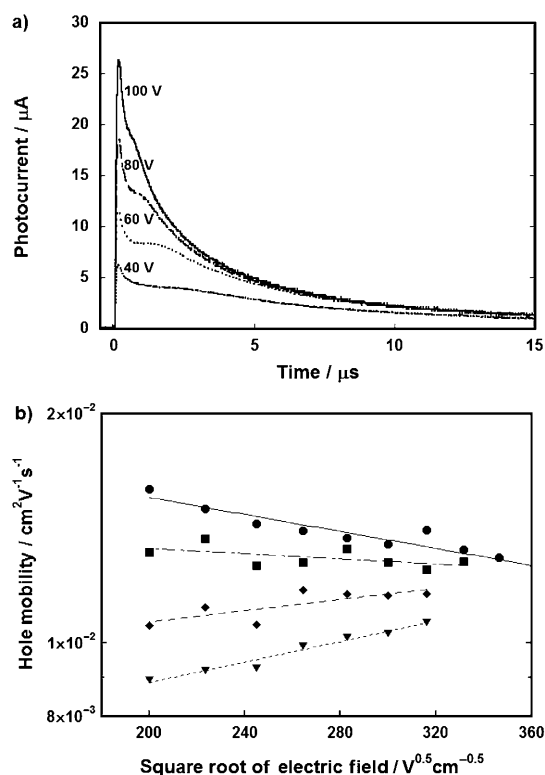 a)
30
25
20
15
10
5
0
Photocurrent / μA
100 V
80 V
60 V
40 V
0 5 10 15
Time / μs
b)
2×10⁻²
1×10⁻²
8×10⁻³
Hole mobility / cm²V⁻¹s⁻¹
200 240 280 320 360
Square root of electric field / V⁰·⁵cm⁻⁰·⁵